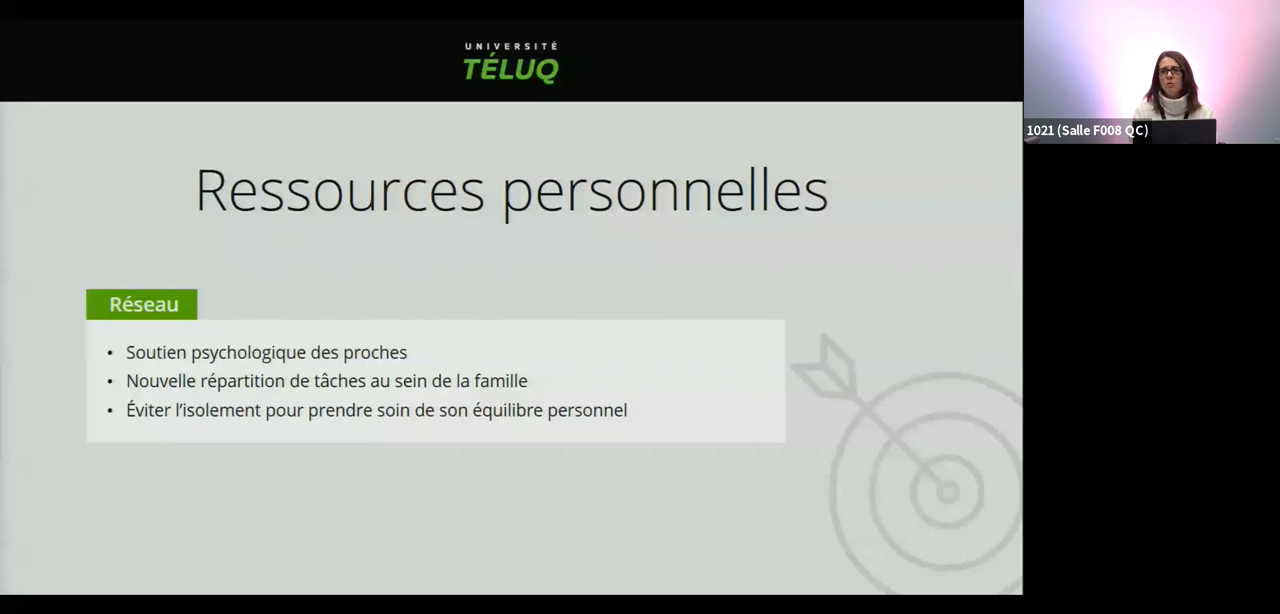 UNIVERSITÉ
TÉLUQ
1021 (Salle F008 QC)
Ressources personnelles
Réseau
• Soutien psychologique des proches
• Nouvelle répartition de tâches au sein de la famille
• Éviter l’isolement pour prendre soin de son équilibre personnel